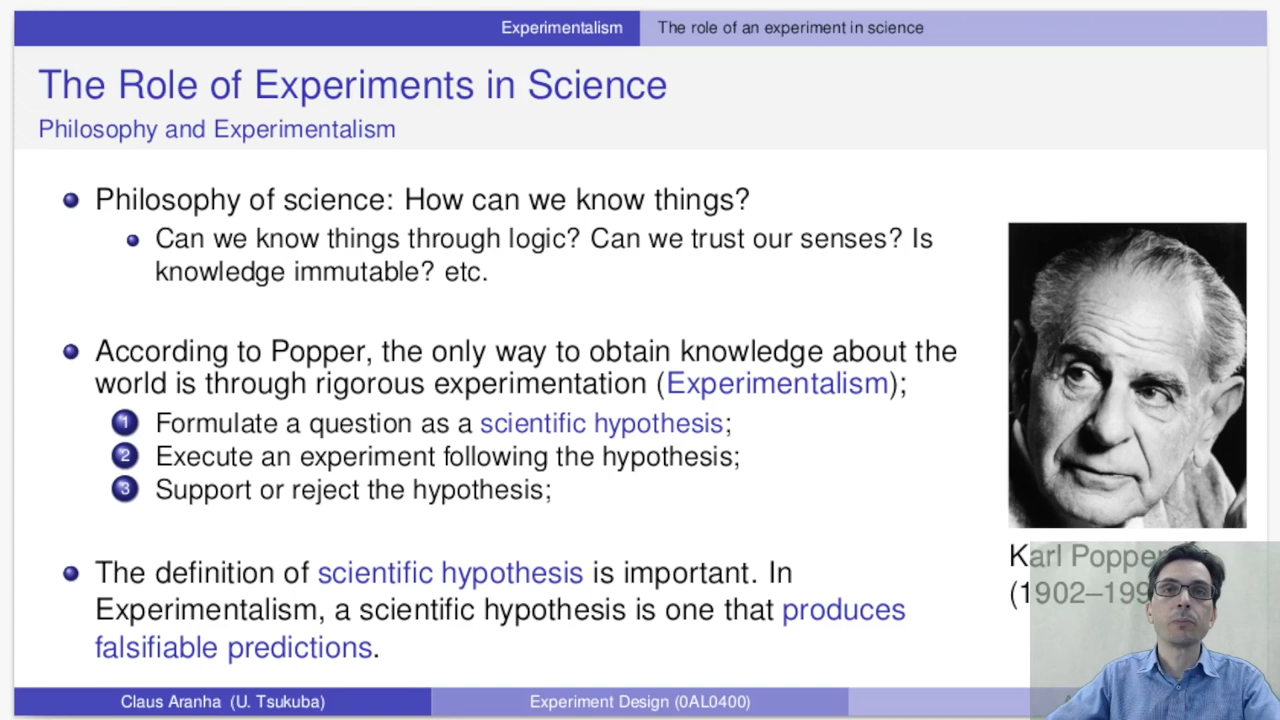 Experimentalism
The role of an experiment in science
The Role of Experiments in Science
Philosophy and Experimentalism
Philosophy of science: How can we know things?
Can we know things through logic? Can we trust our senses? Is
knowledge immutable? etc.
According to Popper, the only way to obtain knowledge about the
world is through rigorous experimentation (Experimentalism);
1 Formulate a question as a scientific hypothesis;
2 Execute an experiment following the hypothesis;
3 Support or reject the hypothesis;
The definition of scientific hypothesis is important. In
Experimentalism, a scientific hypothesis is one that produces
falsifiable predictions.
Karl Popper
(1902–199
Claus Aranha (U. Tsukuba)
Experiment Design (0AL0400)